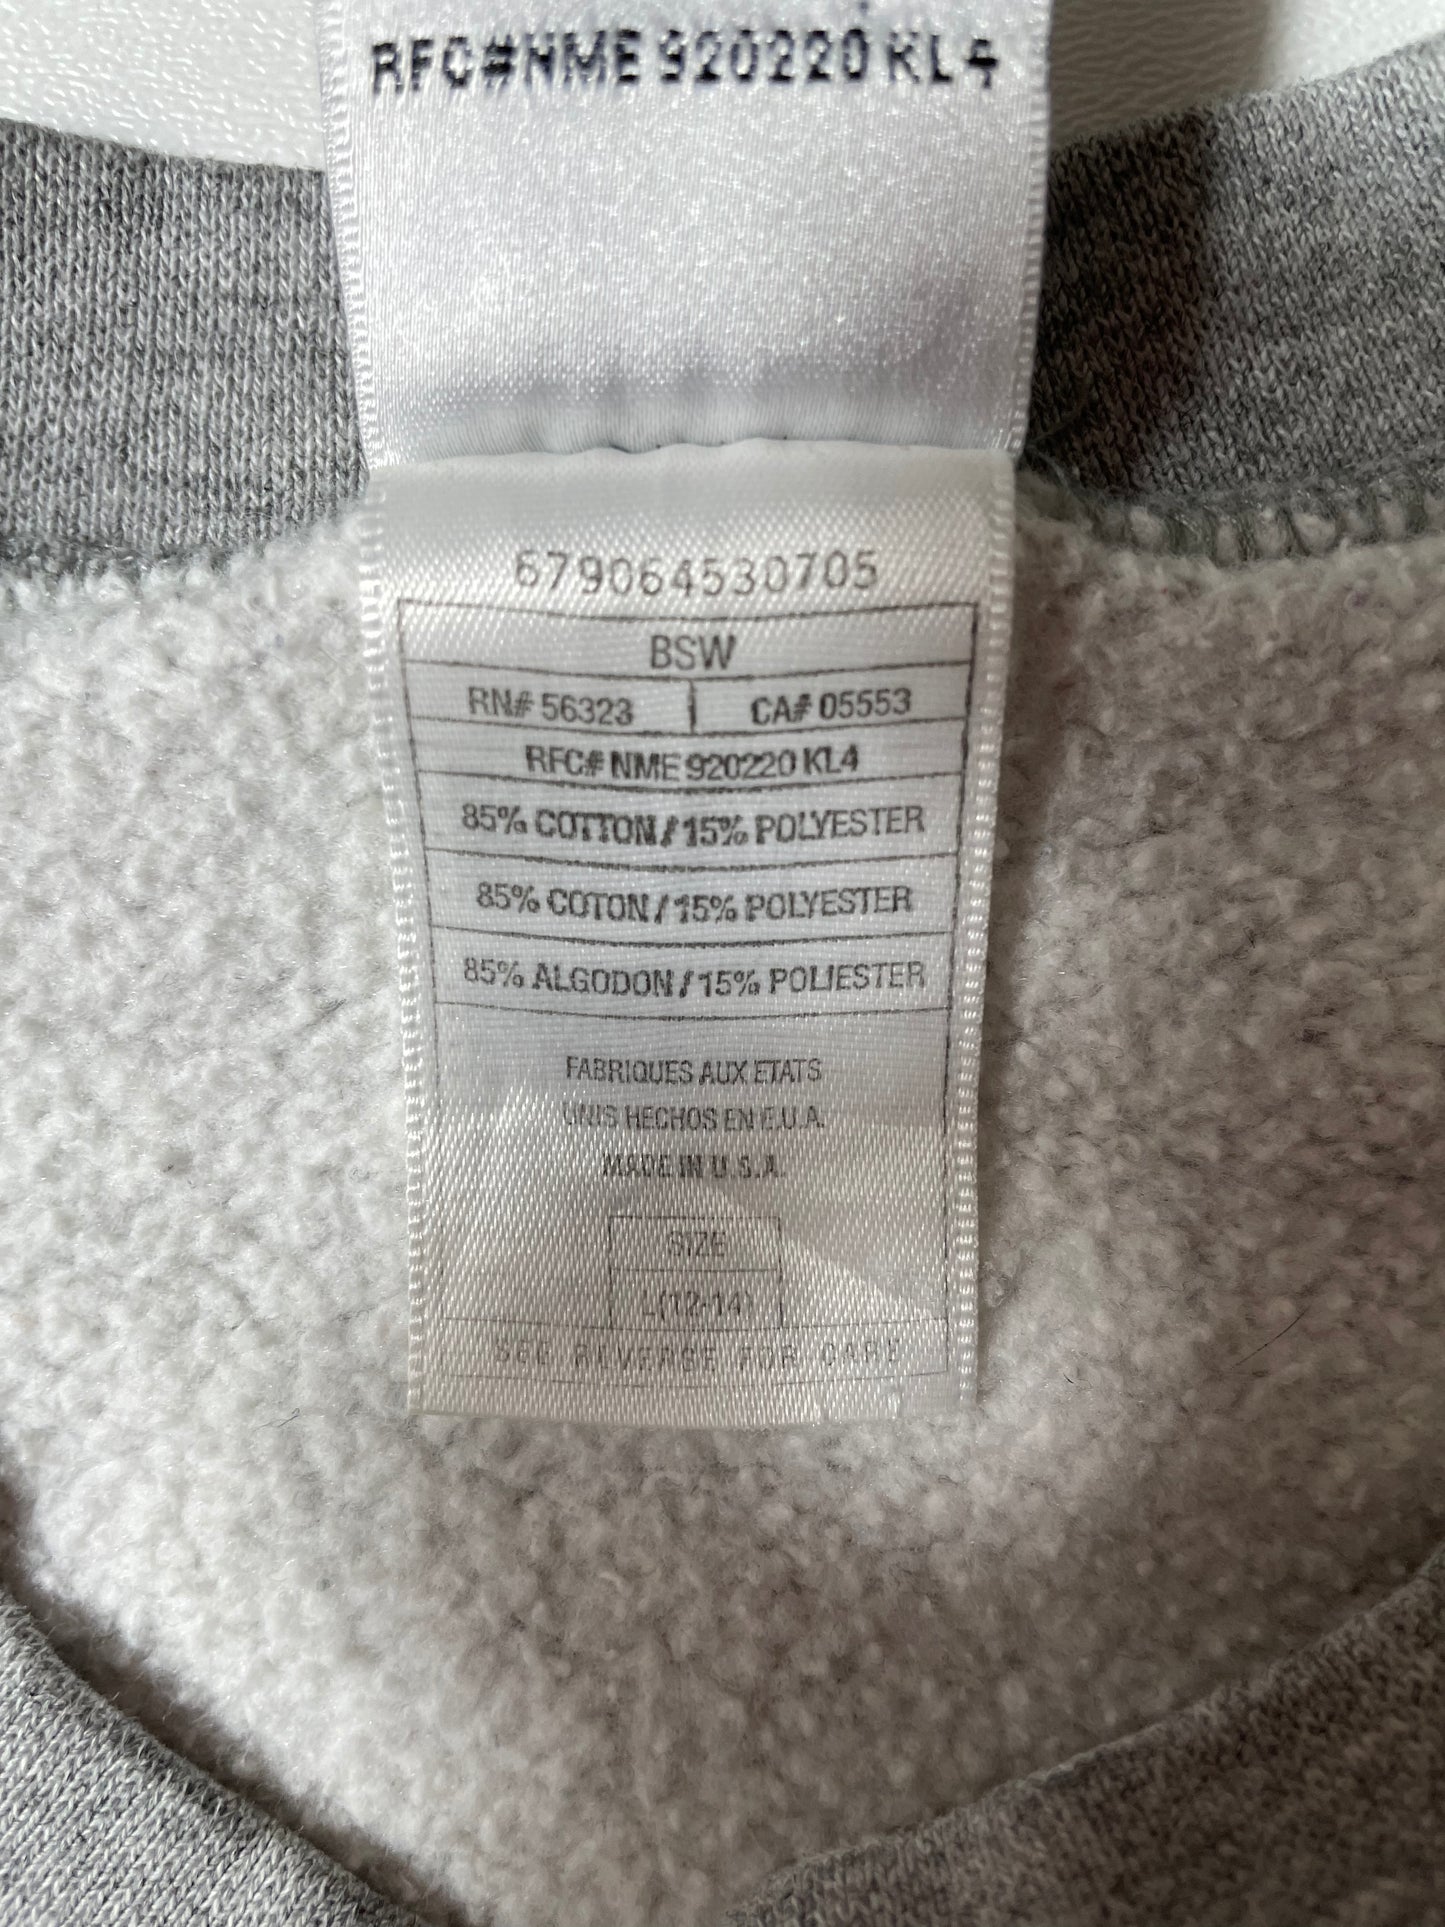 RFC#NME 920220 KL4
679064530705
BSW
RN# 56323
CA# 05553
RFC# NME 920220 KL4
85% COTTON / 15% POLYESTER
85% COTON / 15% POLYESTER
85% ALGODON / 15% POLIESTER
FABRIQUES AUX ETATS
UNIS HECHOS EN E.U.A.
MADE IN U.S.A.
SIZE
L(12-14)
SEE REVERSE FOR CARE